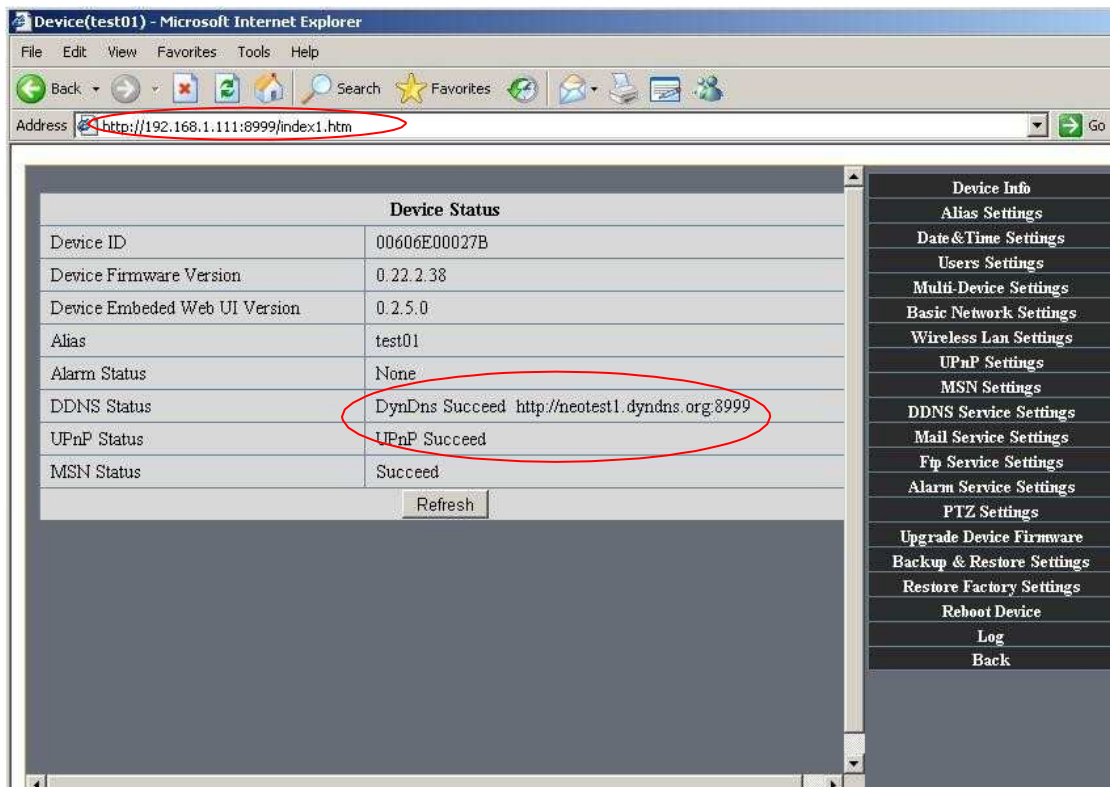 Device(test01) - Microsoft Internet Explorer
File Edit View Favorites Tools Help
Back Search Favorites
Address http://192.168.1.111:8999/index1.htm Go
Device Status
Device ID 00606E00027B
Device Firmware Version 0.22.2.38
Device Embeded Web UI Version 0.2.5.0
Alias test01
Alarm Status None
DDNS Status DynDns Succeed http://neotest1.dyndns.org:8999
UPnP Status UPnP Succeed
MSN Status Succeed
Refresh
Device Info
Alias Settings
Date&Time Settings
Users Settings
Multi-Device Settings
Basic Network Settings
Wireless Lan Settings
UPnP Settings
MSN Settings
DDNS Service Settings
Mail Service Settings
Ftp Service Settings
Alarm Service Settings
PTZ Settings
Upgrade Device Firmware
Backup & Restore Settings
Restore Factory Settings
Reboot Device
Log
Back